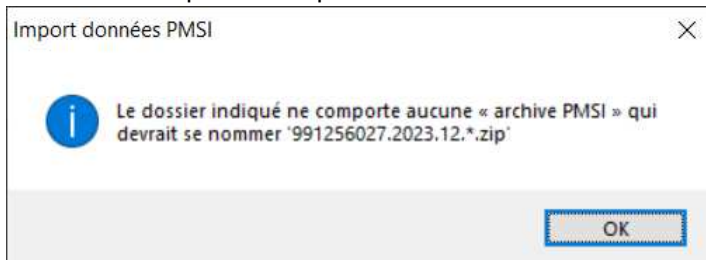 Import données PMSI
Le dossier indiqué ne comporte aucune « archive PMSI » qui
devrait se nommer '991256027.2023.12.*.zip'
OK